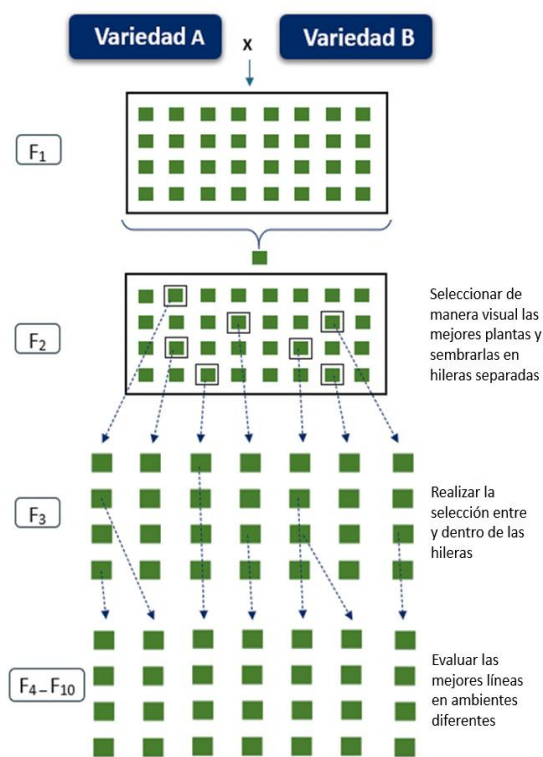 Variedad A
x
Variedad B
F₁
F₂
Seleccionar de
manera visual las
mejores plantas y
sembrarlas en
hileras separadas
F₃
Realizar la
selección entre
y dentro de las
hileras
F₄ – F₁₀
Evaluar las
mejores líneas
en ambientes
diferentes